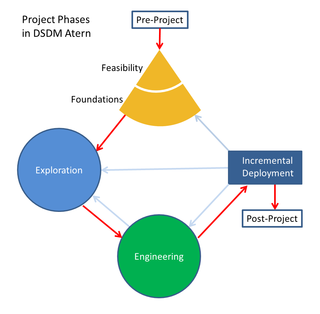 Project Phases
in DSDM Atern
Pre-Project
Feasibility
Foundations
Exploration
Incremental
Deployment
Post-Project
Engineering